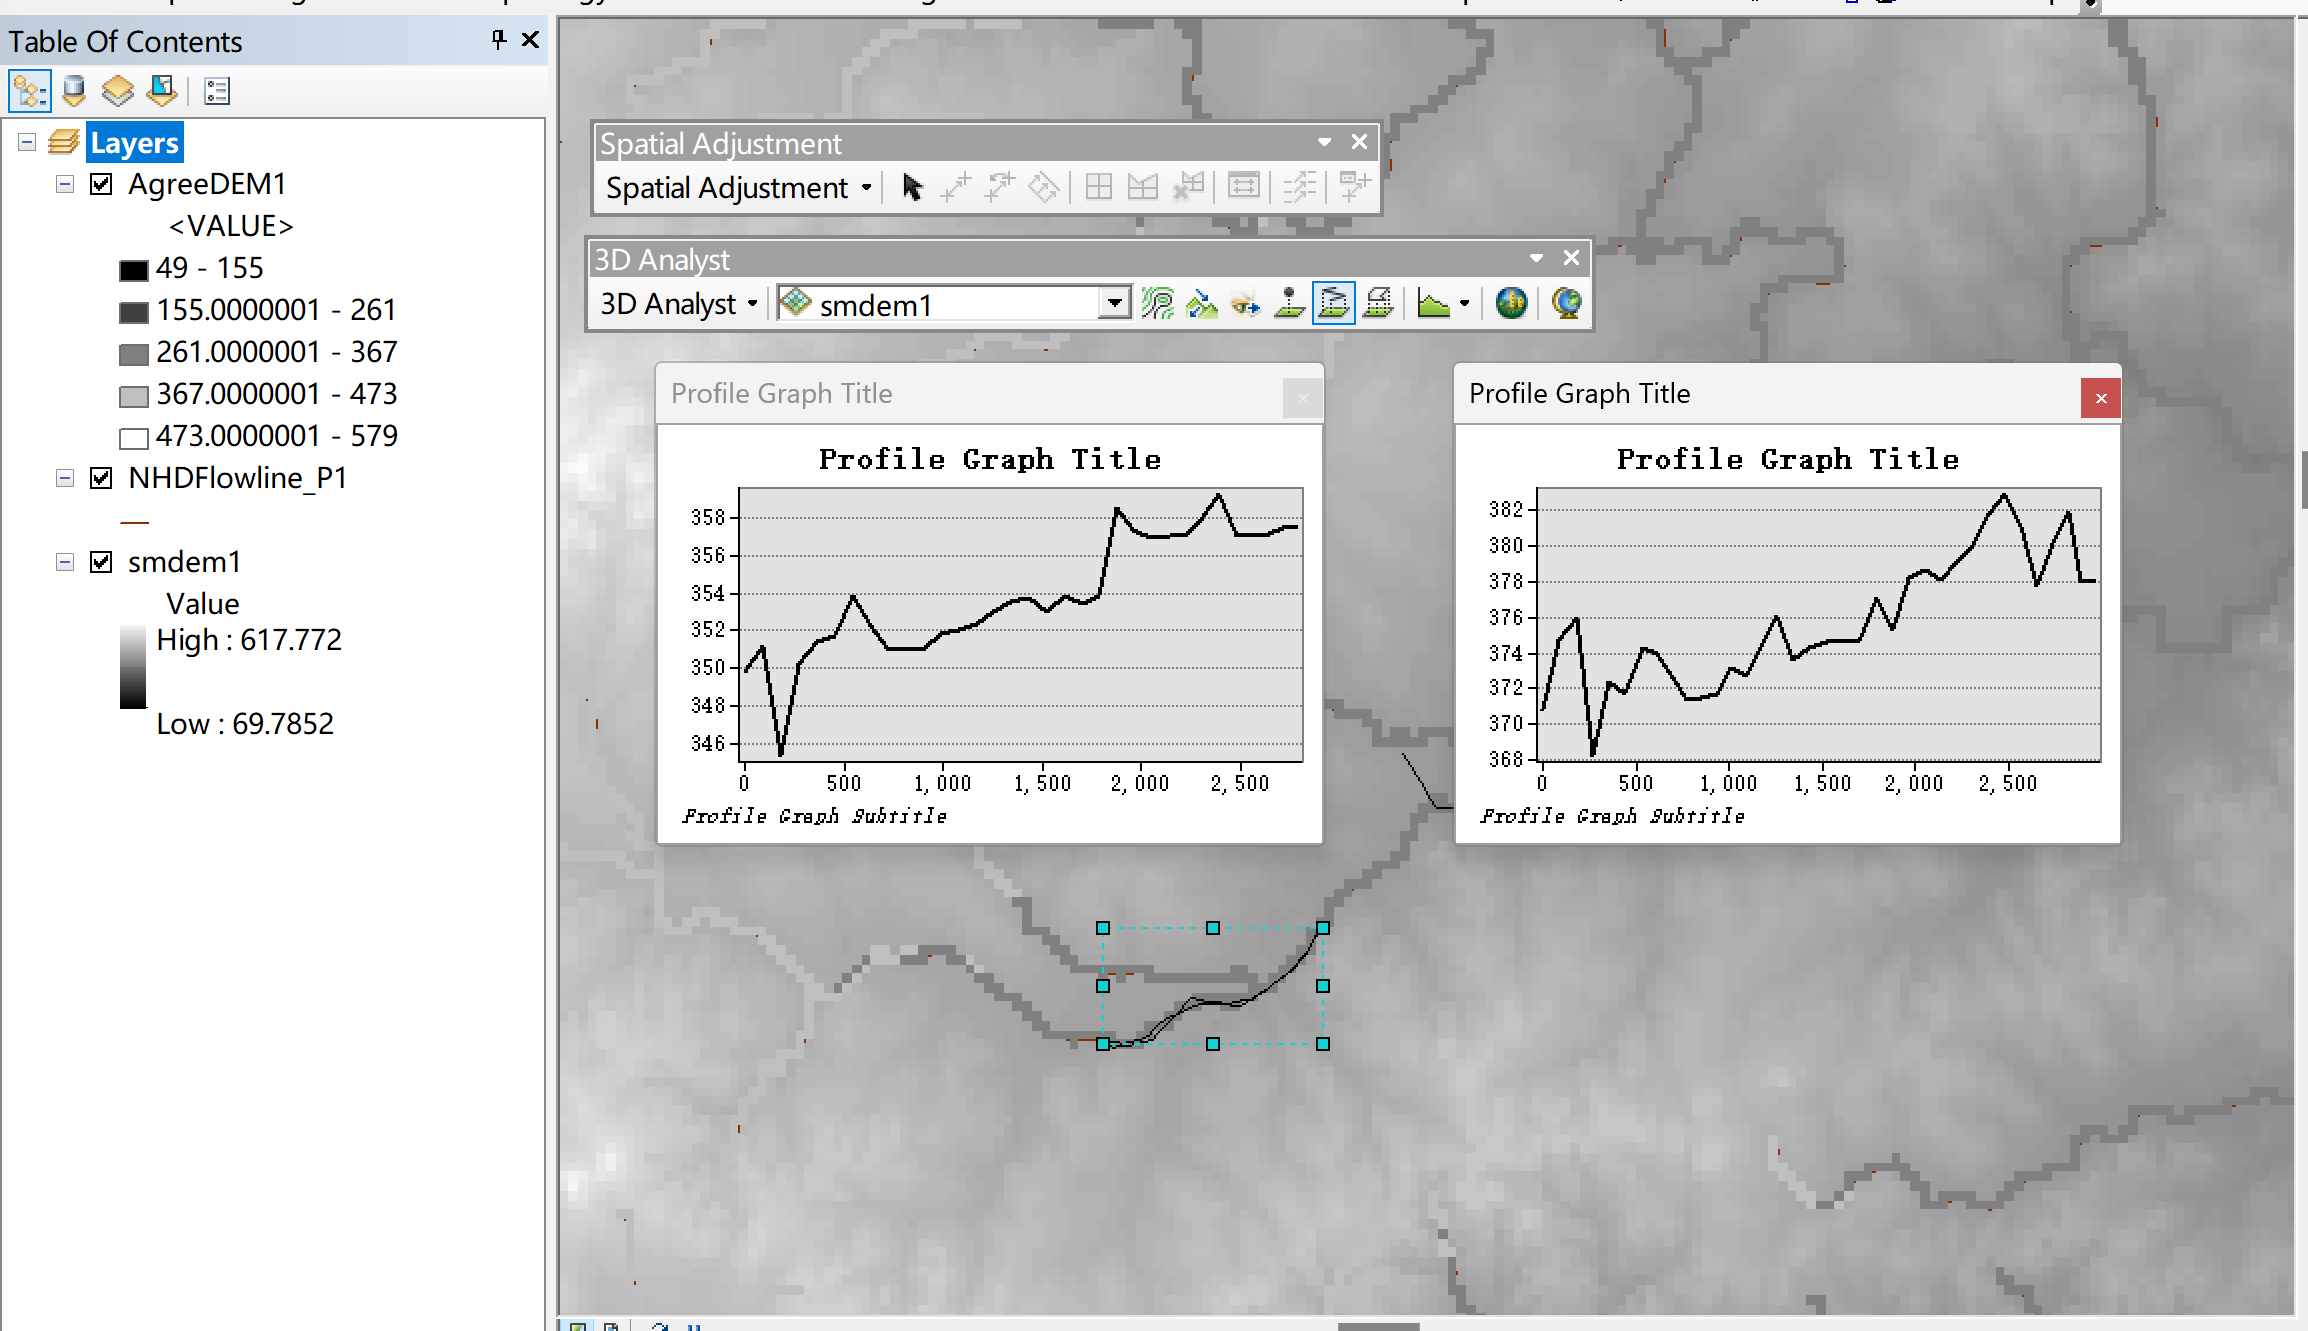 Table Of Contents
Layers
AgreeDEM1
<VALUE>
49 - 155
155.0000001 - 261
261.0000001 - 367
367.0000001 - 473
473.0000001 - 579
NHDFlowline_P1
smdem1
Value
High : 617.772
Low : 69.7852
Spatial Adjustment
Spatial Adjustment
3D Analyst
3D Analyst
smdem1
Profile Graph Title
Profile Graph Title
358
356
354
352
350
348
346
0 500 1,000 1,500 2,000 2,500
Profile Graph Subtitle
Profile Graph Title
Profile Graph Title
382
380
378
376
374
372
370
368
0 500 1,000 1,500 2,000 2,500
Profile Graph Subtitle